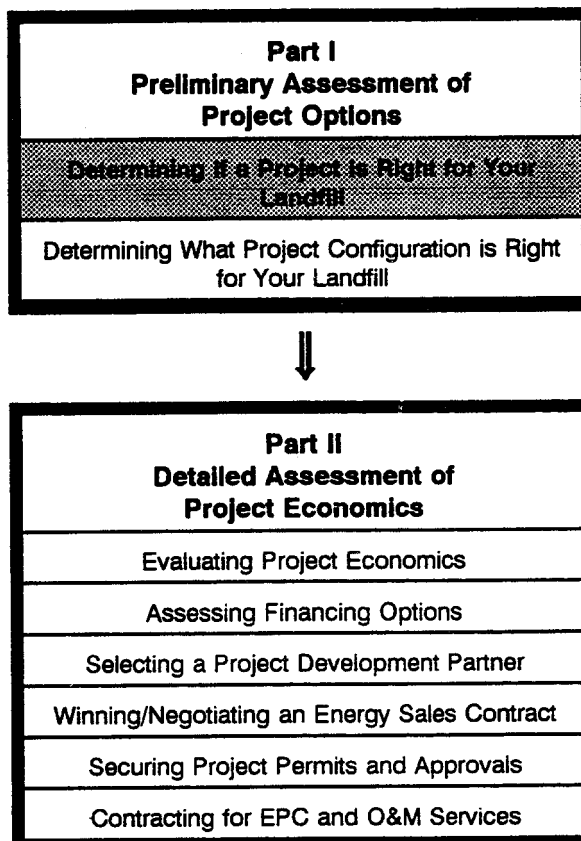 Part I
Preliminary Assessment of
Project Options
Determining if a Project is Right for Your
Landfill
Determining What Project Configuration is Right
for Your Landfill
⇓
Part II
Detailed Assessment of
Project Economics
Evaluating Project Economics
Assessing Financing Options
Selecting a Project Development Partner
Winning/Negotiating an Energy Sales Contract
Securing Project Permits and Approvals
Contracting for EPC and O&M Services